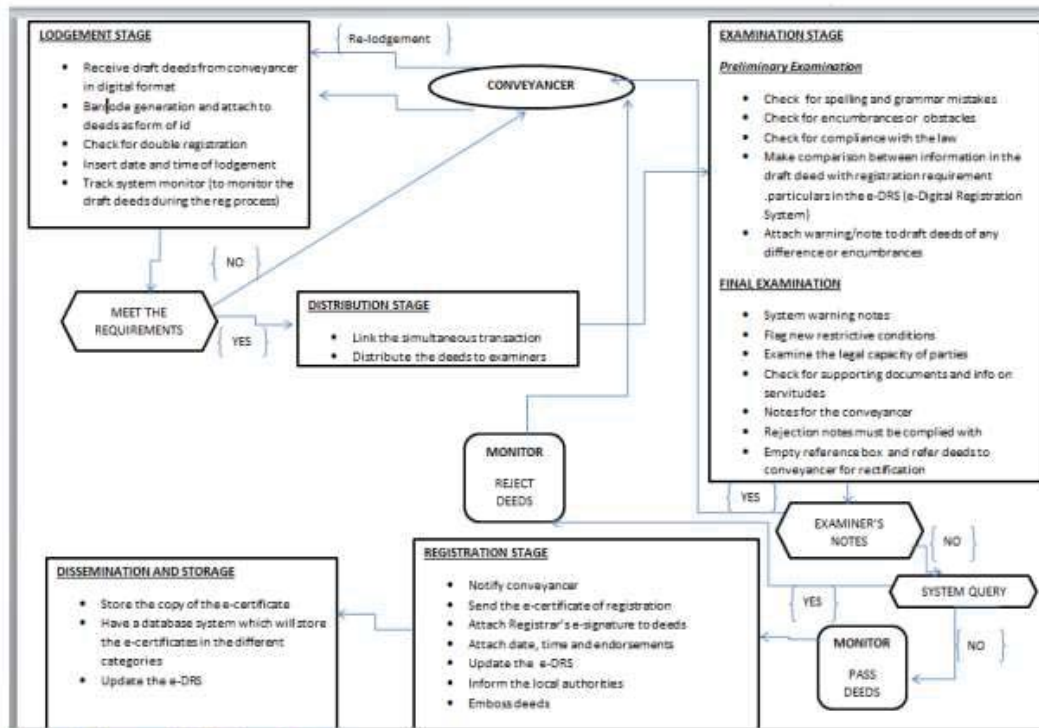 LODGEMENT STAGE
Receive draft deeds from conveyancer
in digital format
Barcode generation and attach to
deeds as form of id
Check for double registration
Insert date and time of lodgement
Track system monitor (to monitor the
draft deeds during the reg process)
Re-lodgement
CONVEYANCER
EXAMINATION STAGE
Preliminary Examination
Check for spelling and grammar mistakes
Check for encumbrances or obstacles
Check for compliance with the law
Make comparison between information in the
draft deed with registration requirement
.particulars in the e-DRS (e-Digital Registration
System)
Attach warning/note to draft deeds of any
difference or encumbrances
FINAL EXAMINATION
System warning notes
Flag new restrictive conditions
Examine the legal capacity of parties
Check for supporting documents and info on
servitudes
Notes for the conveyancer
Rejection notes must be complied with
Empty reference box and refer deeds to
conveyancer for rectification
NO
MEET THE
REQUIREMENTS
YES
DISTRIBUTION STAGE
Link the simultaneous transaction
Distribute the deeds to examiners
MONITOR
REJECT
DEEDS
YES
EXAMINER'S
NOTES
NO
SYSTEM QUERY
YES
NO
MONITOR
PASS
DEEDS
REGISTRATION STAGE
Notify conveyancer
Send the e-certificate of registration
Attach Registrar's e-signature to deeds
Attach date, time and endorsements
Update the e-DRS
Inform the local authorities
Emboss deeds
DISSEMINATION AND STORAGE
Store the copy of the e-certificate
Have a database system which will store
the e-certificates in the different
categories
Update the e-DRS